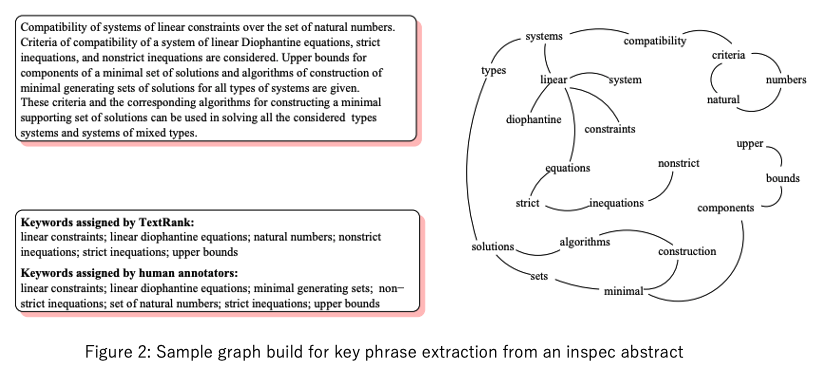 Compatibility of systems of linear constraints over the set of natural numbers.
Criteria of compatibility of a system of linear Diophantine equations, strict
inequations, and nonstrict inequations are considered. Upper bounds for
components of a minimal set of solutions and algorithms of construction of
minimal generating sets of solutions for all types of systems are given.
These criteria and the corresponding algorithms for constructing a minimal
supporting set of solutions can be used in solving all the considered types
systems and systems of mixed types.
Keywords assigned by TextRank:
linear constraints; linear diophantine equations; natural numbers; nonstrict
inequations; strict inequations; upper bounds
Keywords assigned by human annotators:
linear constraints; linear diophantine equations; minimal generating sets; non−
strict inequations; set of natural numbers; strict inequations; upper bounds
systems
compatibility
criteria
types
linear
system
numbers
natural
diophantine
constraints
upper
equations
nonstrict
bounds
strict
inequations
components
solutions
algorithms
construction
sets
minimal
Figure 2: Sample graph build for key phrase extraction from an inspec abstract